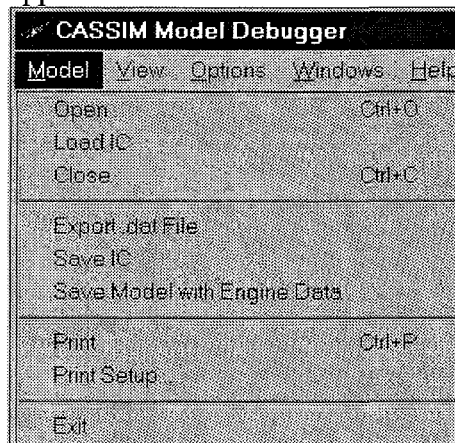 CASSIM Model Debugger
Model View Options Windows Help
Open Ctrl+O
Load IC
Close Ctrl+C
Export .dat File
Save IC
Save Model with Engine Data
Print Ctrl+P
Print Setup...
Exit